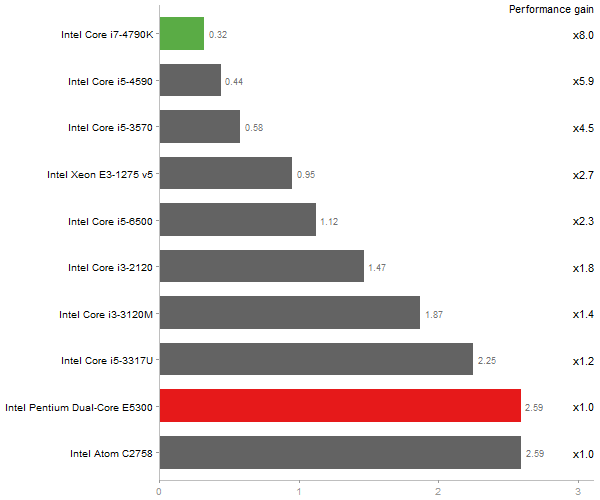 Performance gain
Intel Core i7-4790K 0.32 x8.0
Intel Core i5-4590 0.44 x5.9
Intel Core i5-3570 0.58 x4.5
Intel Xeon E3-1275 v5 0.95 x2.7
Intel Core i5-6500 1.12 x2.3
Intel Core i3-2120 1.47 x1.8
Intel Core i3-3120M 1.87 x1.4
Intel Core i5-3317U 2.25 x1.2
Intel Pentium Dual-Core E5300 2.59 x1.0
Intel Atom C2758 2.59 x1.0
0 1 2 3